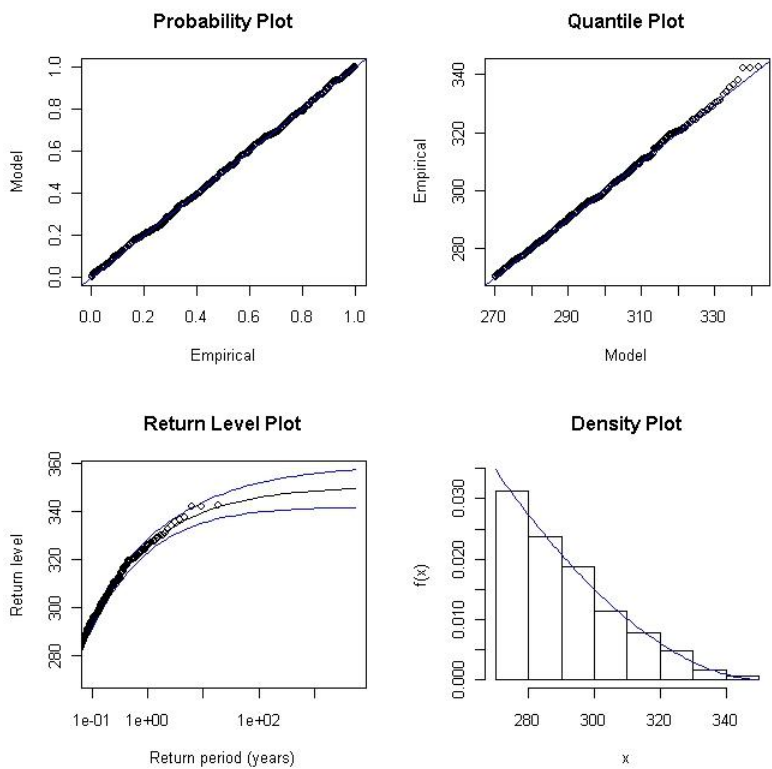 Probability Plot
Model
0.0 0.2 0.4 0.6 0.8 1.0
0.0 0.2 0.4 0.6 0.8 1.0
Empirical
Quantile Plot
Empirical
280 300 320 340
270 290 310 330
Model
Return Level Plot
Return level
280 300 320 340 360
1e-01 1e+00 1e+02
Return period (years)
Density Plot
f(x)
0.000 0.010 0.020 0.030
280 300 320 340
x